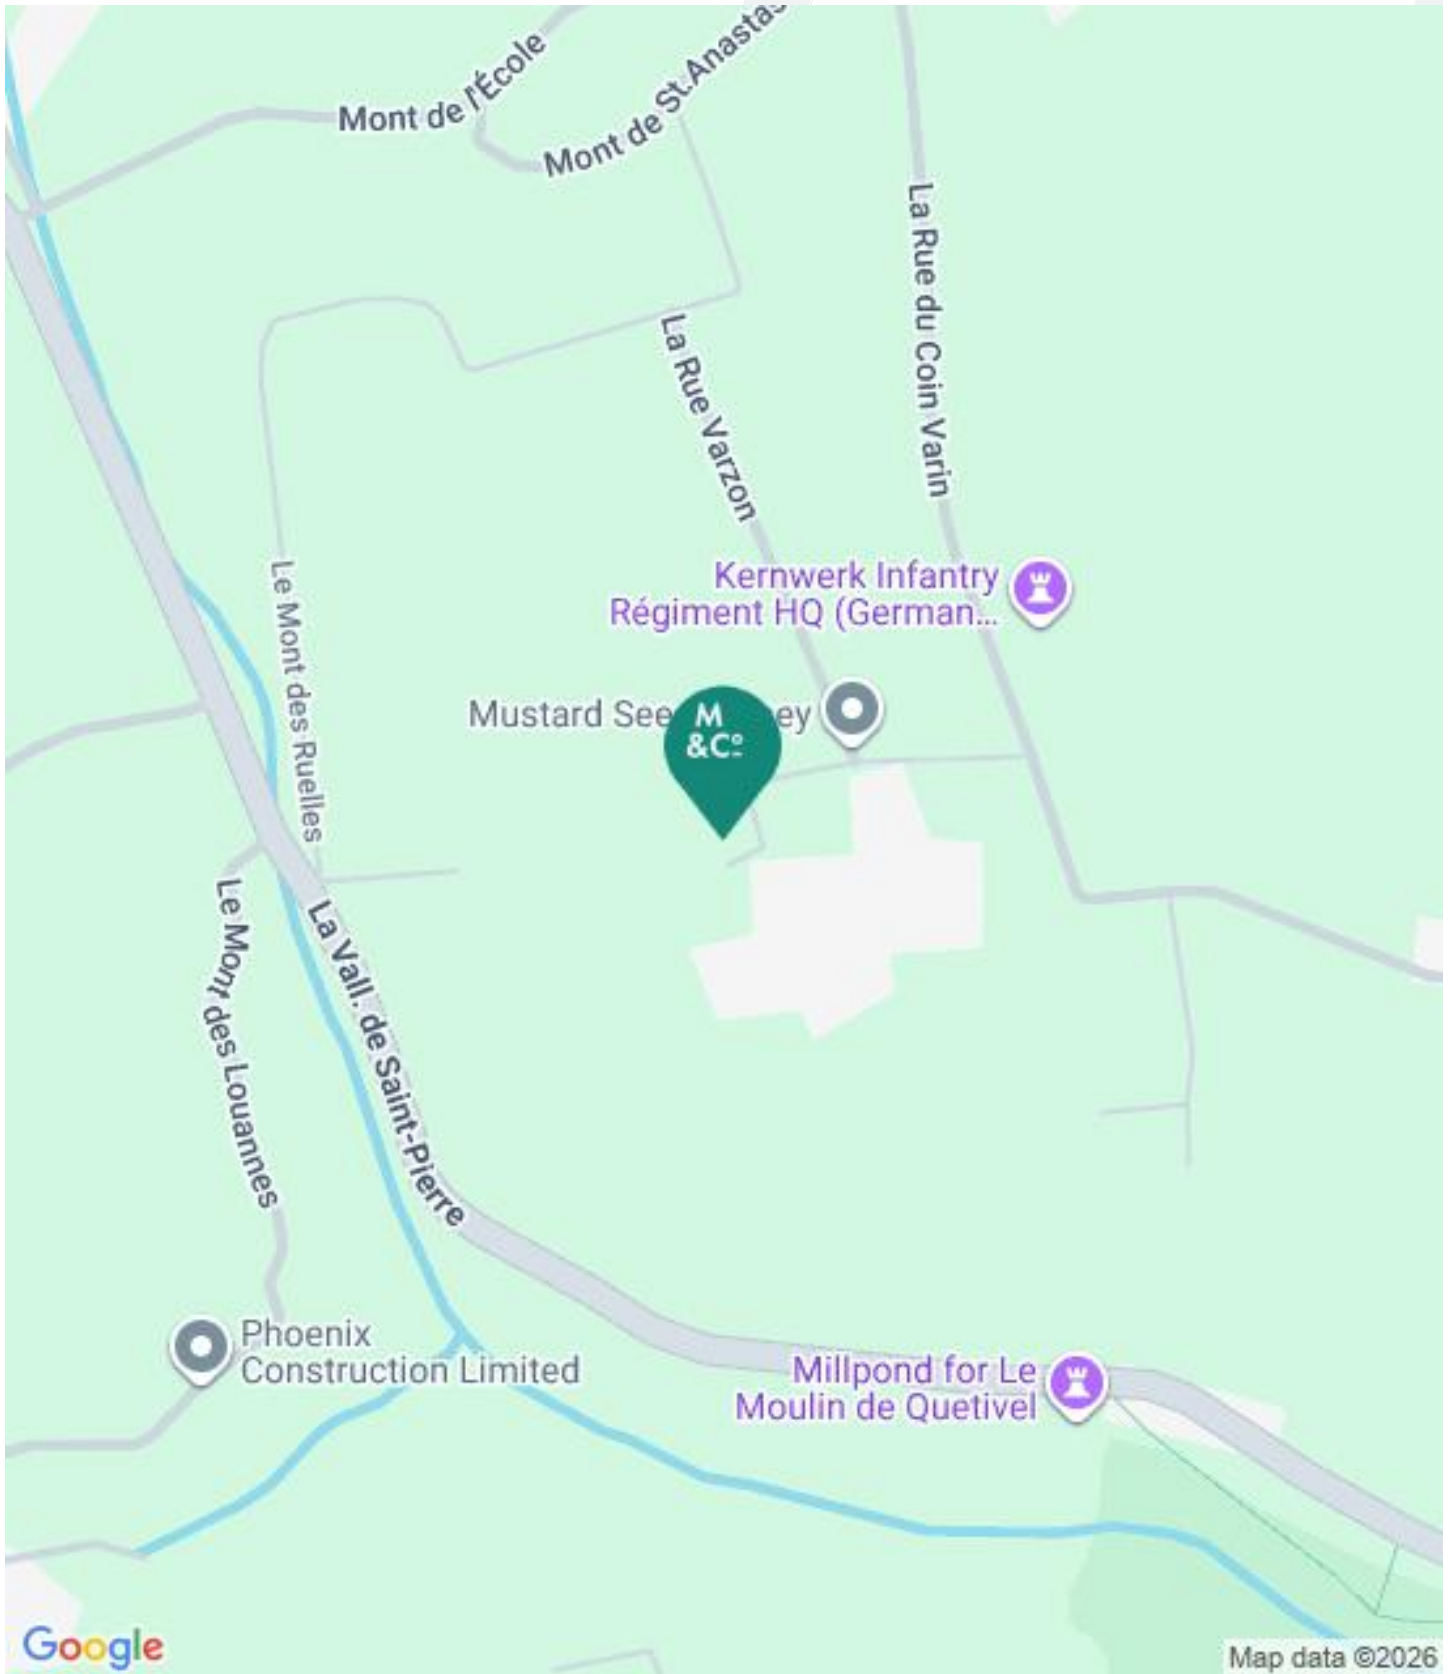 Mont de l'École
Mont de St.Anastas
La Rue du Coin Varin
La Rue Varzon
Le Mont des Ruelles
Kernwerk Infantry
Régiment HQ (German...
Mustard See ey
M
&Cº
Le Mont des Louannes
La Vall. de Saint-Pierre
Phoenix
Construction Limited
Millpond for Le
Moulin de Quetivel
Google
Map data ©2026